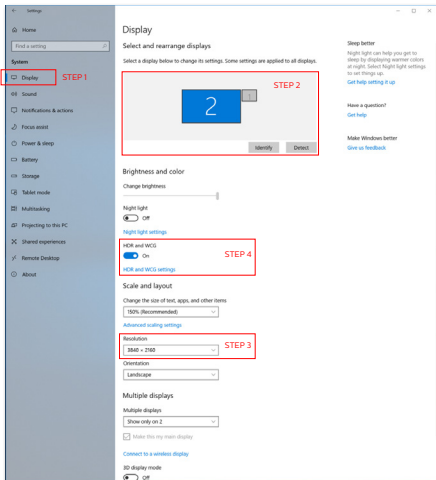 Settings
Home
Find a setting
System
Display
STEP 1
Sound
Notifications & actions
Focus assist
Power & sleep
Battery
Storage
Tablet mode
Multitasking
Projecting to this PC
Shared experiences
Remote Desktop
About
Display
Select and rearrange displays
Select a display below to change its settings. Some settings are applied to all displays.
STEP 2
2
1
Identify
Detect
Brightness and color
Change brightness
Night light
Off
Night light settings
HDR and WCG
On
STEP 4
HDR and WCG settings
Scale and layout
Change the size of text, apps, and other items
150% (Recommended)
Advanced scaling settings
Resolution
3840 × 2160
STEP 3
Orientation
Landscape
Multiple displays
Multiple displays
Show only on 2
Make this my main display
Connect to a wireless display
3D display mode
Off
Sleep better
Night light can help you get to
sleep by displaying warmer colors
at night. Select Night light settings
to set things up.
Get help setting it up
Have a question?
Get help
Make Windows better
Give us feedback